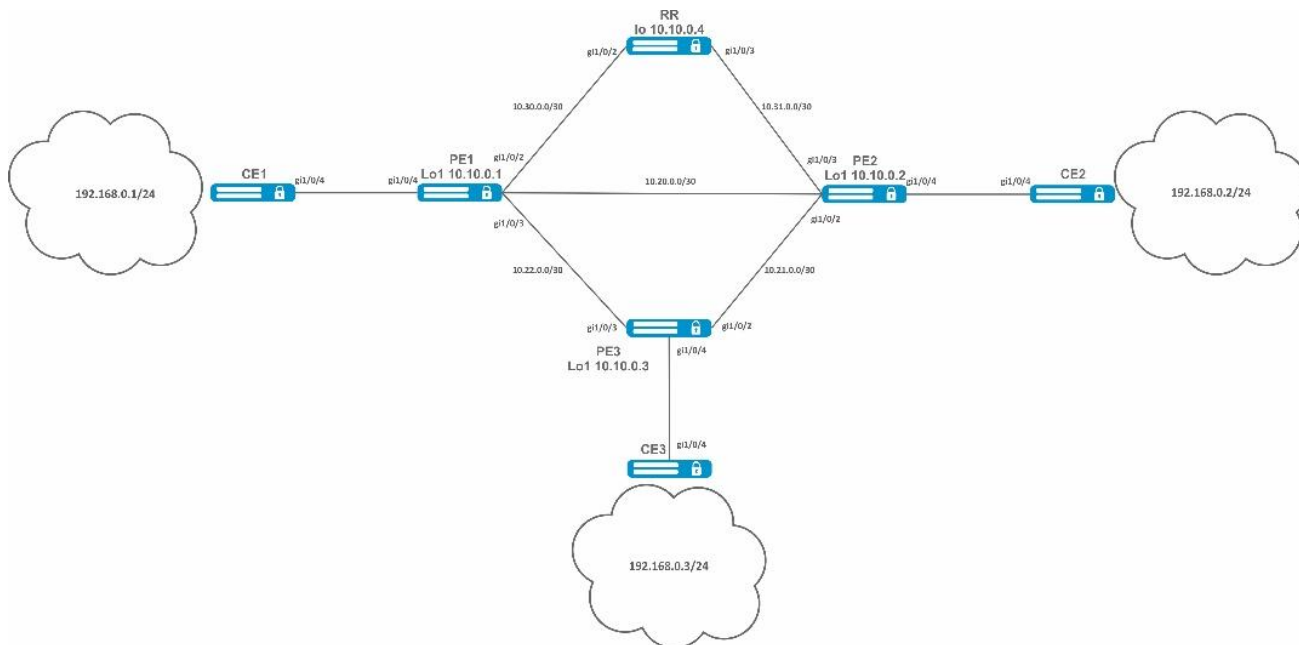 RR
lo 10.10.0.4
gi1/0/2
gi1/0/3
10.30.0.0/30
10.31.0.0/30
gi1/0/2
gi1/0/3
PE1
Lo1 10.10.0.1
PE2
Lo1 10.10.0.2
CE1
gi1/0/4
gi1/0/4
10.20.0.0/30
gi1/0/4
gi1/0/4
CE2
192.168.0.1/24
192.168.0.2/24
gi1/0/3
gi1/0/2
10.22.0.0/30
10.21.0.0/30
gi1/0/3
gi1/0/2
PE3
Lo1 10.10.0.3
gi1/0/4
CE3
gi1/0/4
192.168.0.3/24